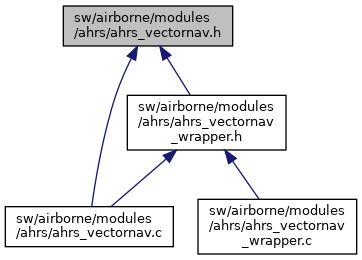 sw/airborne/modules
/ahrs/ahrs_vectornav.h
sw/airborne/modules
/ahrs/ahrs_vectornav
_wrapper.h
sw/airborne/modules
/ahrs/ahrs_vectornav.c
sw/airborne/modules
/ahrs/ahrs_vectornav
_wrapper.c